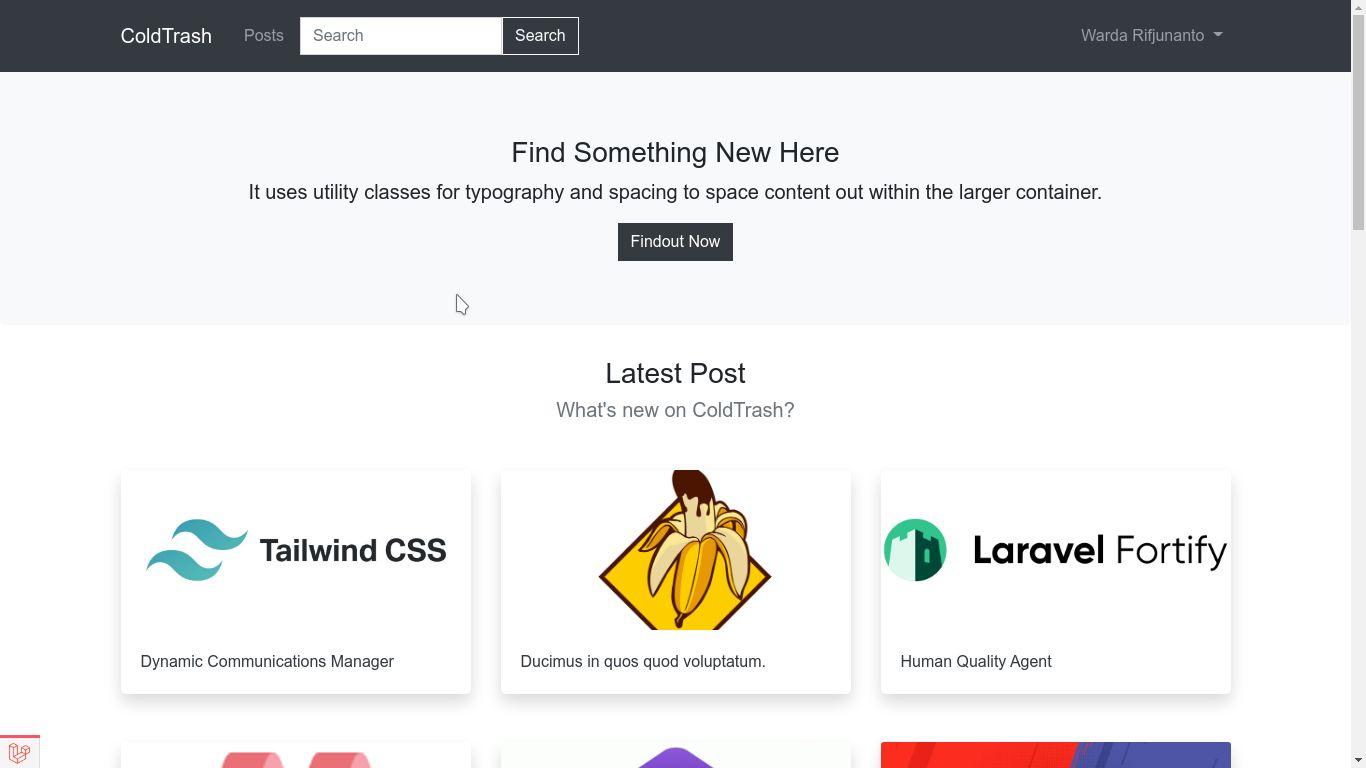 ColdTrash Posts Search Search Warda Rifjunanto
Find Something New Here
It uses utility classes for typography and spacing to space content out within the larger container.
Findout Now
Latest Post
What's new on ColdTrash?
Tailwind CSS
Laravel Fortify
Dynamic Communications Manager
Ducimus in quos quod voluptatum.
Human Quality Agent